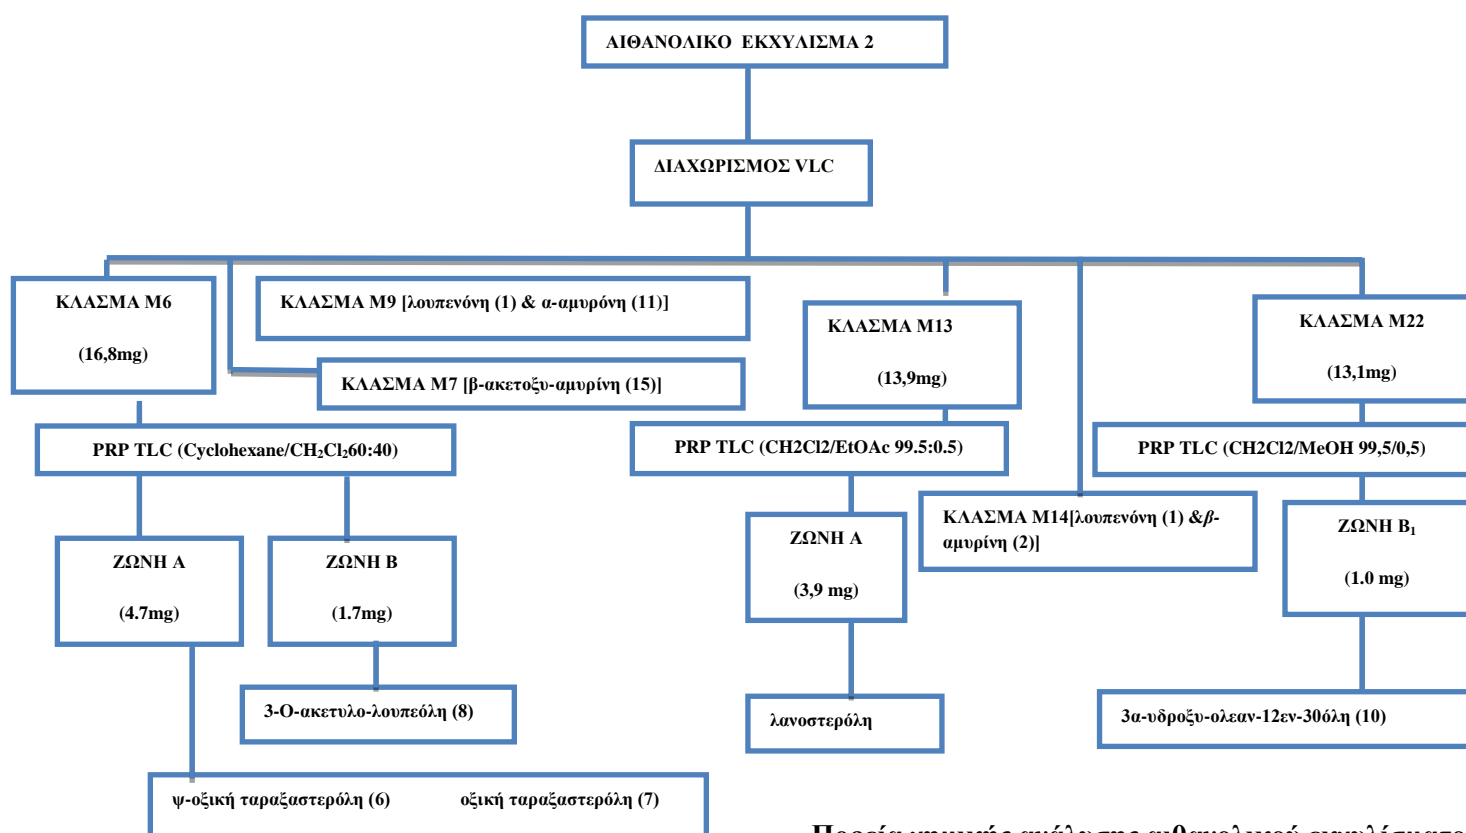 ΑΙΘΑΝΟΛΙΚΟ ΕΚΧΥΛΙΣΜΑ 2
ΔΙΑΧΩΡΙΣΜΟΣ VLC
ΚΛΑΣΜΑ Μ6
(16,8mg)
ΚΛΑΣΜΑ Μ9 [λουπενόνη (1) & α-αμυρόνη (11)]
ΚΛΑΣΜΑ Μ7 [β-ακετοξυ-αμυρίνη (15)]
ΚΛΑΣΜΑ Μ13
(13,9mg)
ΚΛΑΣΜΑ Μ22
(13,1mg)
PRP TLC (Cyclohexane/CH₂Cl₂60:40)
PRP TLC (CH2Cl2/EtOAc 99.5:0.5)
PRP TLC (CH2Cl2/MeOH 99,5/0,5)
ΖΩΝΗ Α
(4.7mg)
ΖΩΝΗ Β
(1.7mg)
ΖΩΝΗ Α
(3,9 mg)
ΚΛΑΣΜΑ Μ14[λουπενόνη (1) &β-
αμυρίνη (2)]
ΖΩΝΗ Β₁
(1.0 mg)
3-Ο-ακετυλο-λουπεόλη (8)
λανοστερόλη
3α-υδροξυ-ολεαν-12εν-30όλη (10)
ψ-οξική ταραξαστερόλη (6) οξική ταραξαστερόλη (7)